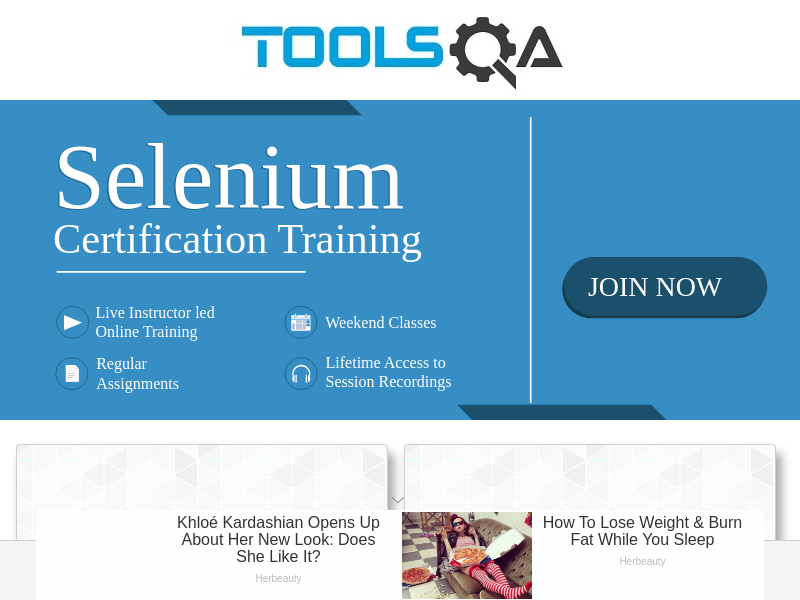 TOOLSQA
Selenium
Certification Training
Live Instructor led
Online Training
Weekend Classes
Regular
Assignments
Lifetime Access to
Session Recordings
JOIN NOW
Khloé Kardashian Opens Up
About Her New Look: Does
She Like It?
Herbeauty
How To Lose Weight & Burn
Fat While You Sleep
Herbeauty